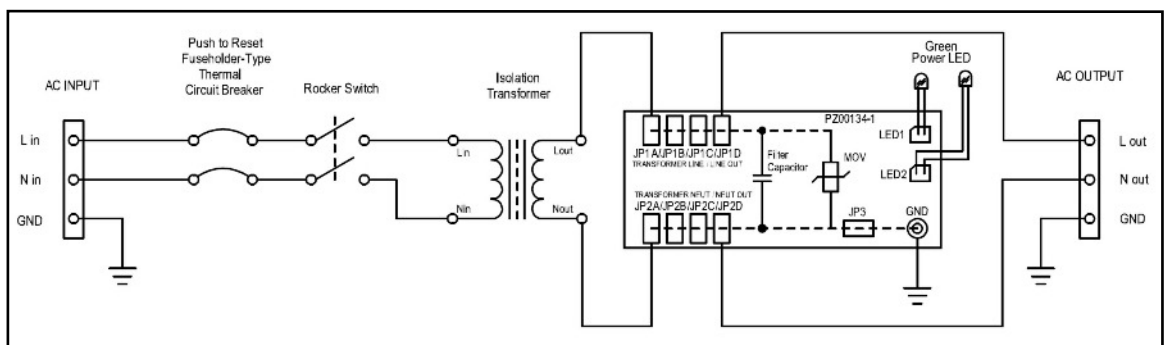 AC INPUT
L in
N in
GND
Push to Reset
Fuseholder-Type
Thermal
Circuit Breaker
Rocker Switch
Isolation
Transformer
Lin
Nin
Lout
Nout
PZ00134-1
JP1A/JP1B/JP1C/JP1D
TRANSFORMER LINE / LINE OUT
TRANSFORMER NEUT / NEUT OUT
JP2A/JP2B/JP2C/JP2D
Filter
Capacitor
MOV
JP3
LED1
LED2
GND
Green
Power LED
AC OUTPUT
L out
N out
GND